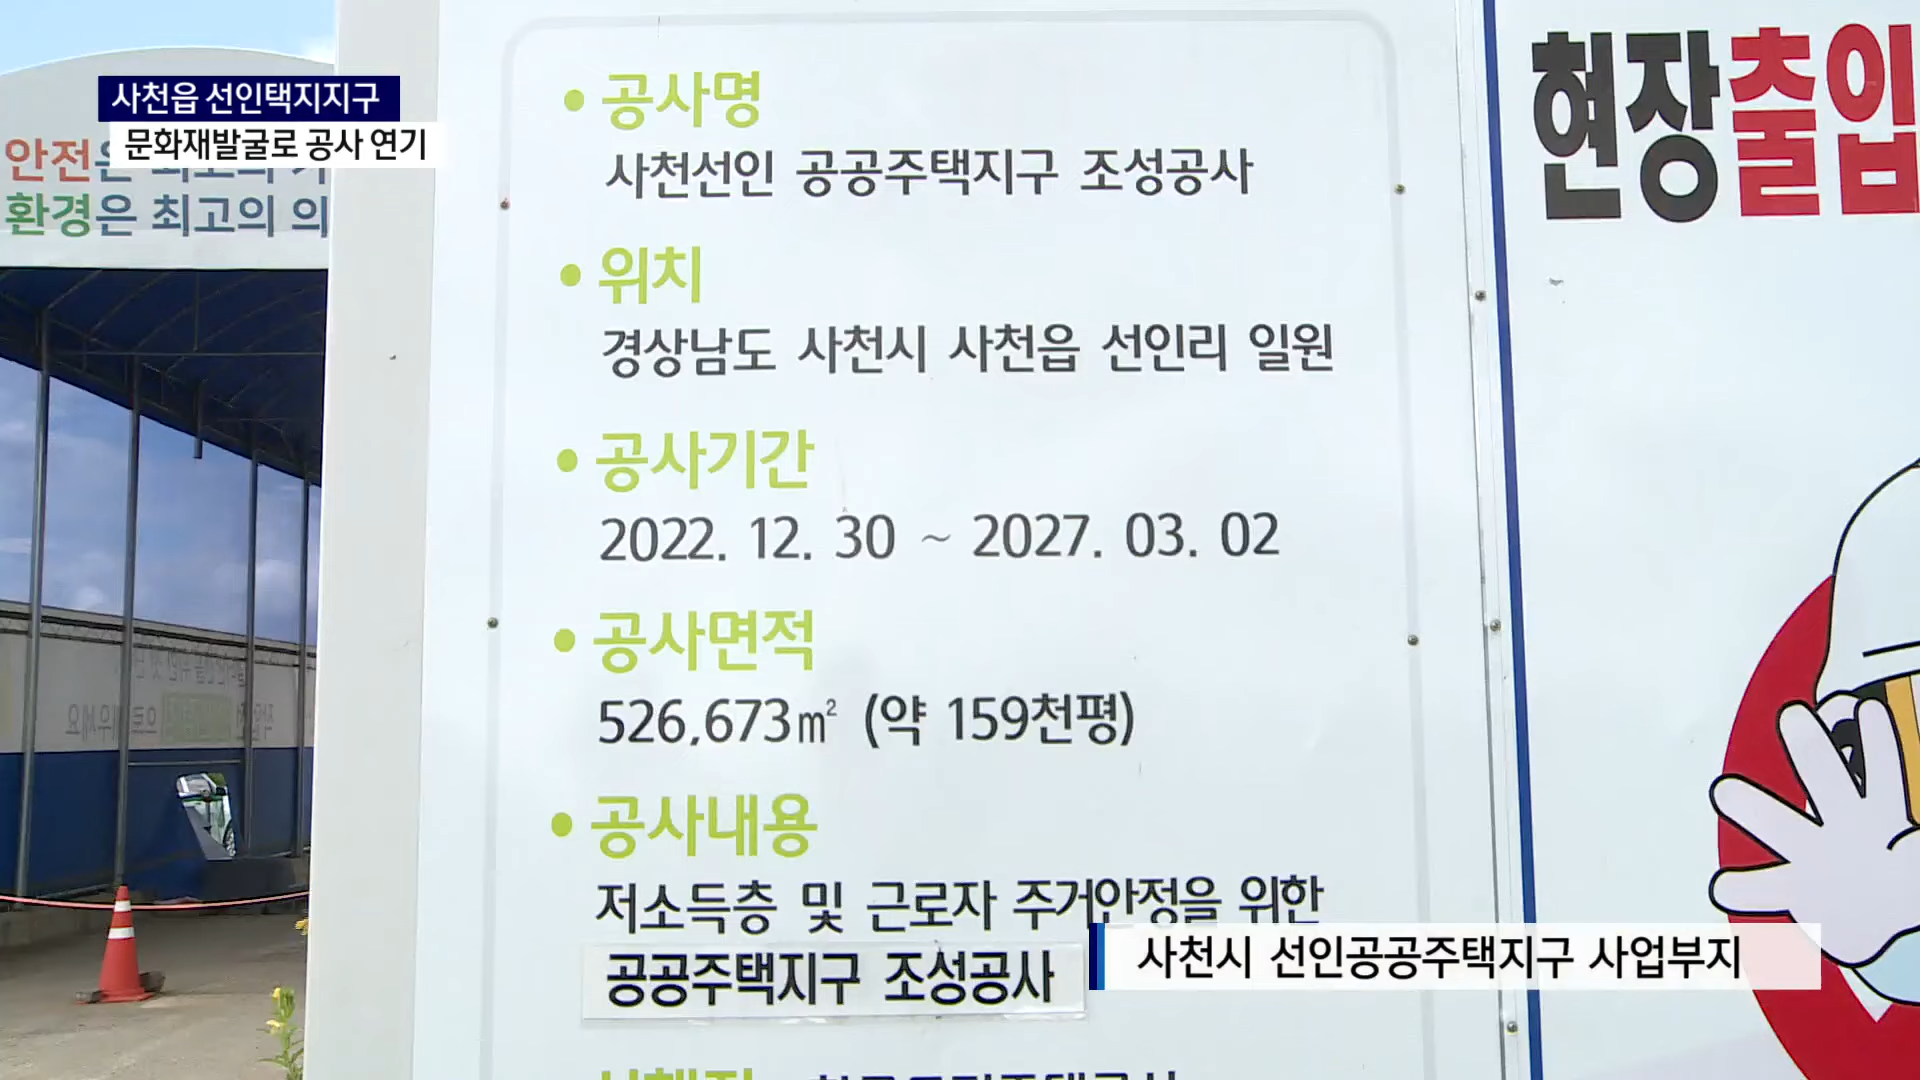 사천읍 선인택지지구
문화재발굴로 공사 연기
안전은 최고의
환경은 최고의 의
• 공사명
사천선인 공공주택지구 조성공사
• 위치
경상남도 사천시 사천읍 선인리 일원
• 공사기간
2022. 12. 30 ~ 2027. 03. 02
• 공사면적
526,673㎡ (약 159천평)
• 공사내용
저소득층 및 근로자 주거안정을 위한
공공주택지구 조성공사
현장출입
사천시 선인공공주택지구 사업부지